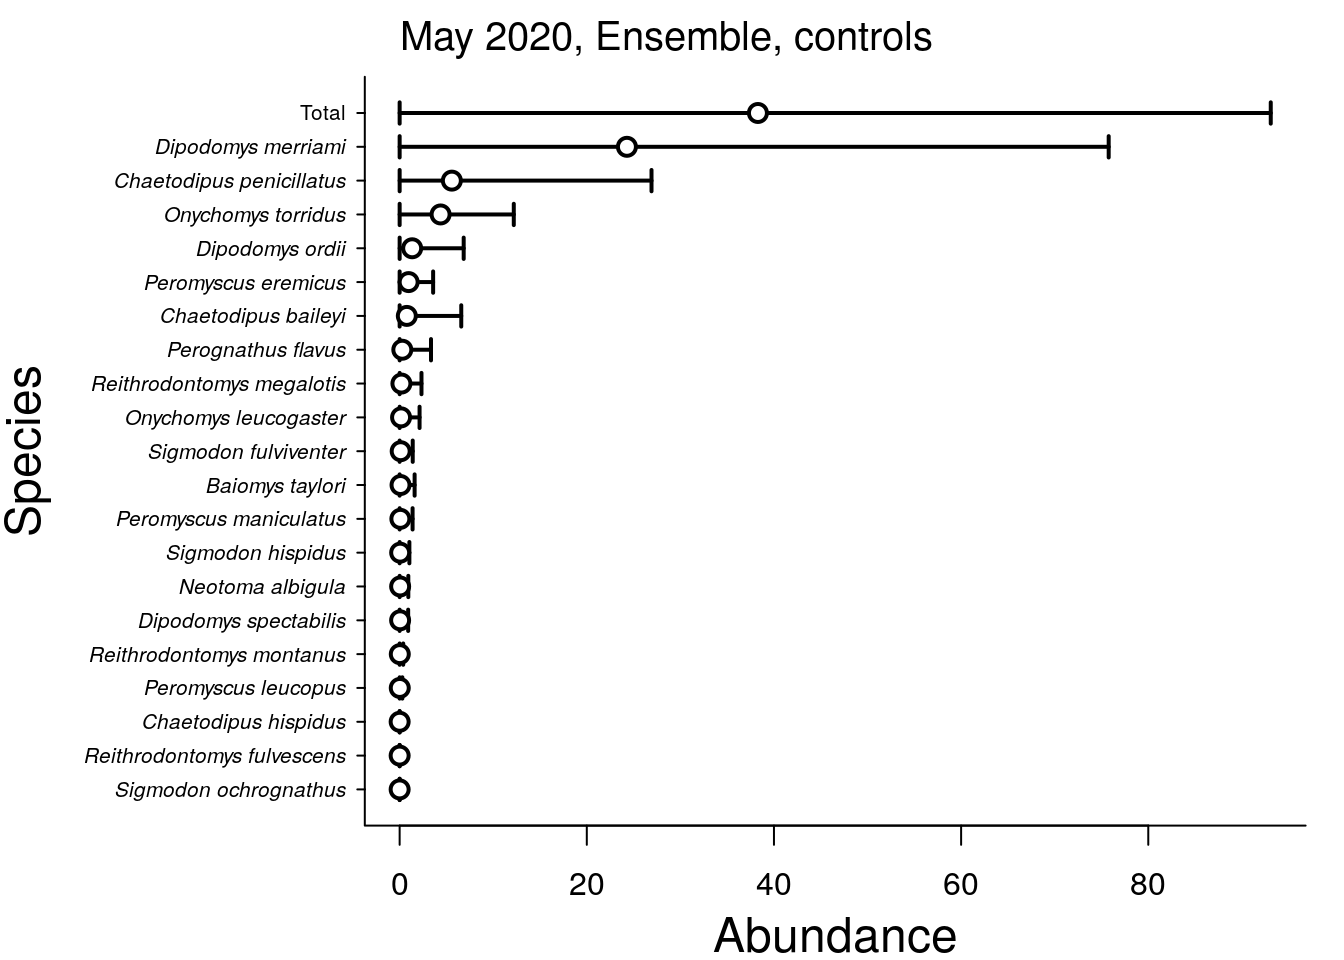 May 2020, Ensemble, controls
Total
Dipodomys merriami
Chaetodipus penicillatus
Onychomys torridus
Dipodomys ordii
Peromyscus eremicus
Chaetodipus baileyi
Perognathus flavus
Reithrodontomys megalotis
Onychomys leucogaster
Sigmodon fulviventer
Baiomys taylori
Peromyscus maniculatus
Sigmodon hispidus
Neotoma albigula
Dipodomys spectabilis
Reithrodontomys montanus
Peromyscus leucopus
Chaetodipus hispidus
Reithrodontomys fulvescens
Sigmodon ochrognathus
Species
0 20 40 60 80
Abundance